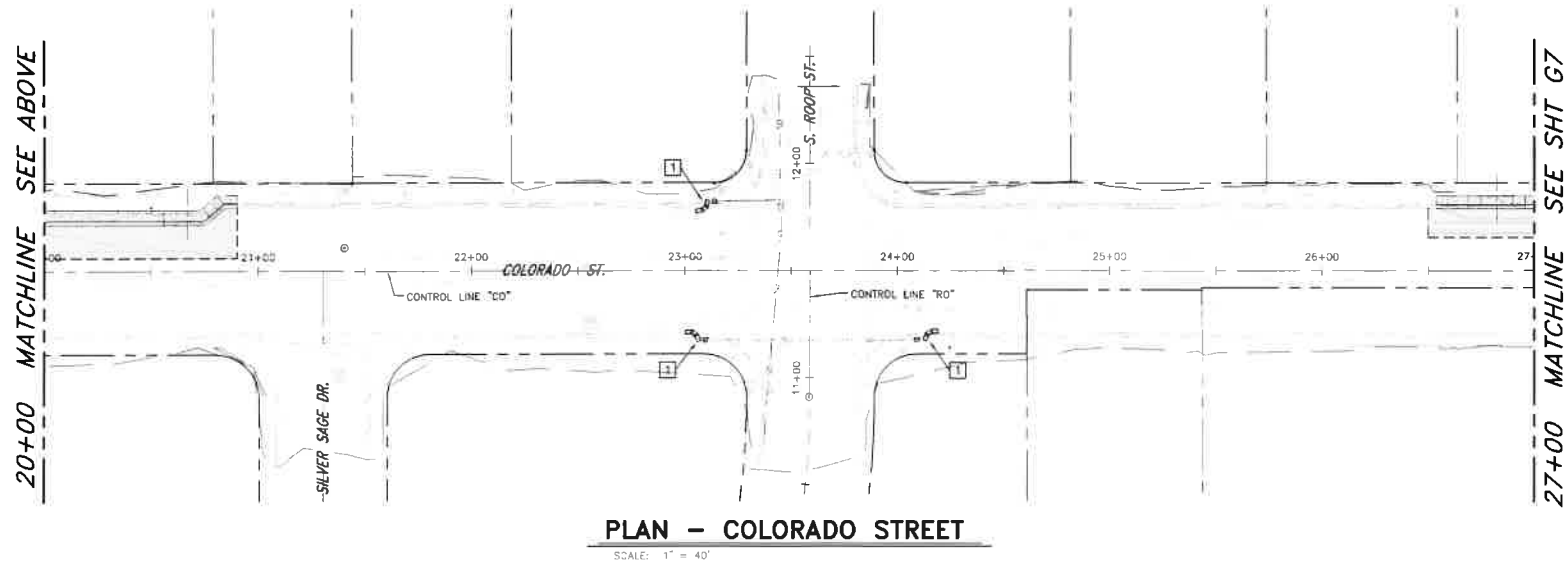 20+00 MATCHLINE SEE ABOVE
S. ROOP ST.
12+00
1
21+00
22+00
23+00
24+00
25+00
26+00
27+
COLORADO ST.
CONTROL LINE "CO"
CONTROL LINE "RO"
1
1
11+00
SILVER SAGE DR.
27+00 MATCHLINE SEE SHT G7
PLAN - COLORADO STREET
SCALE: 1" = 40'